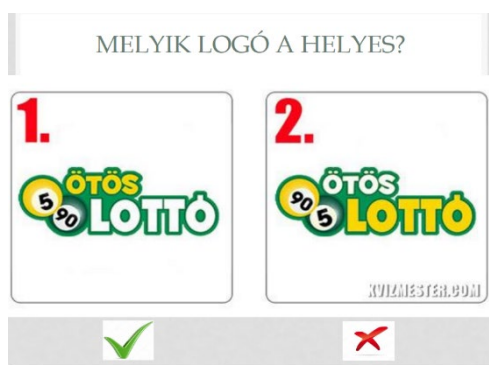 MELYIK LOGÓ A HELYES?
1.
2.
ÖTÖS
5
90
LOTTÓ
ÖTÖS
90
5
LOTTÓ
KVIZMESTER.COM